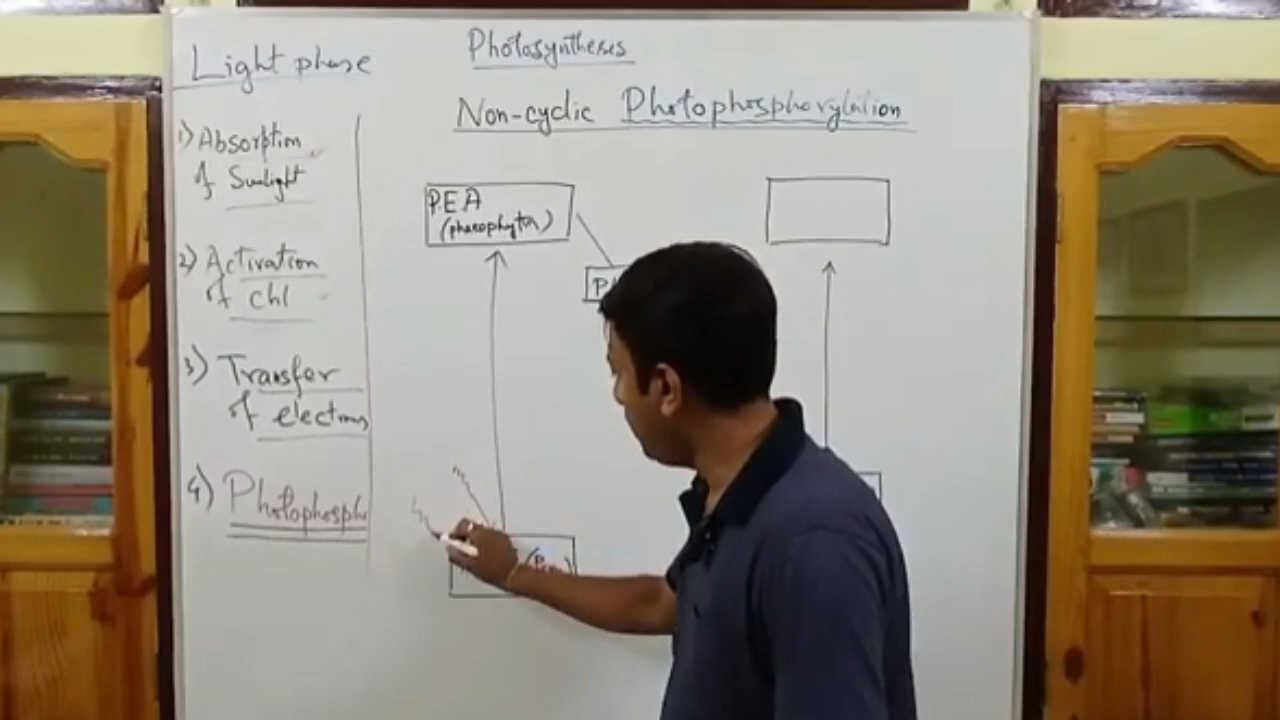 Light phase
1) Absorption
of Sunlight
2) Activation
of Chl
3) Transfer
of electrons
4) Photophospho
Photosyntheses
Non-cyclic Photophosphorylation
P.E.A
(phaeophytin)